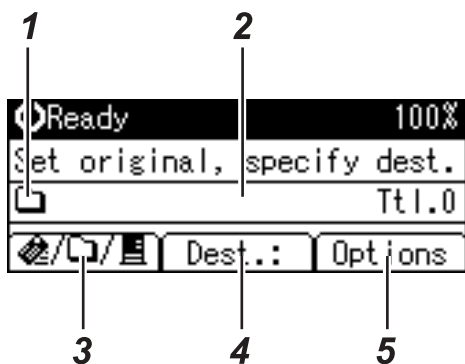 1 2
Ready 100%
Set original, specify dest.
Ttl.0
/ / Dest.: Options
3 4 5